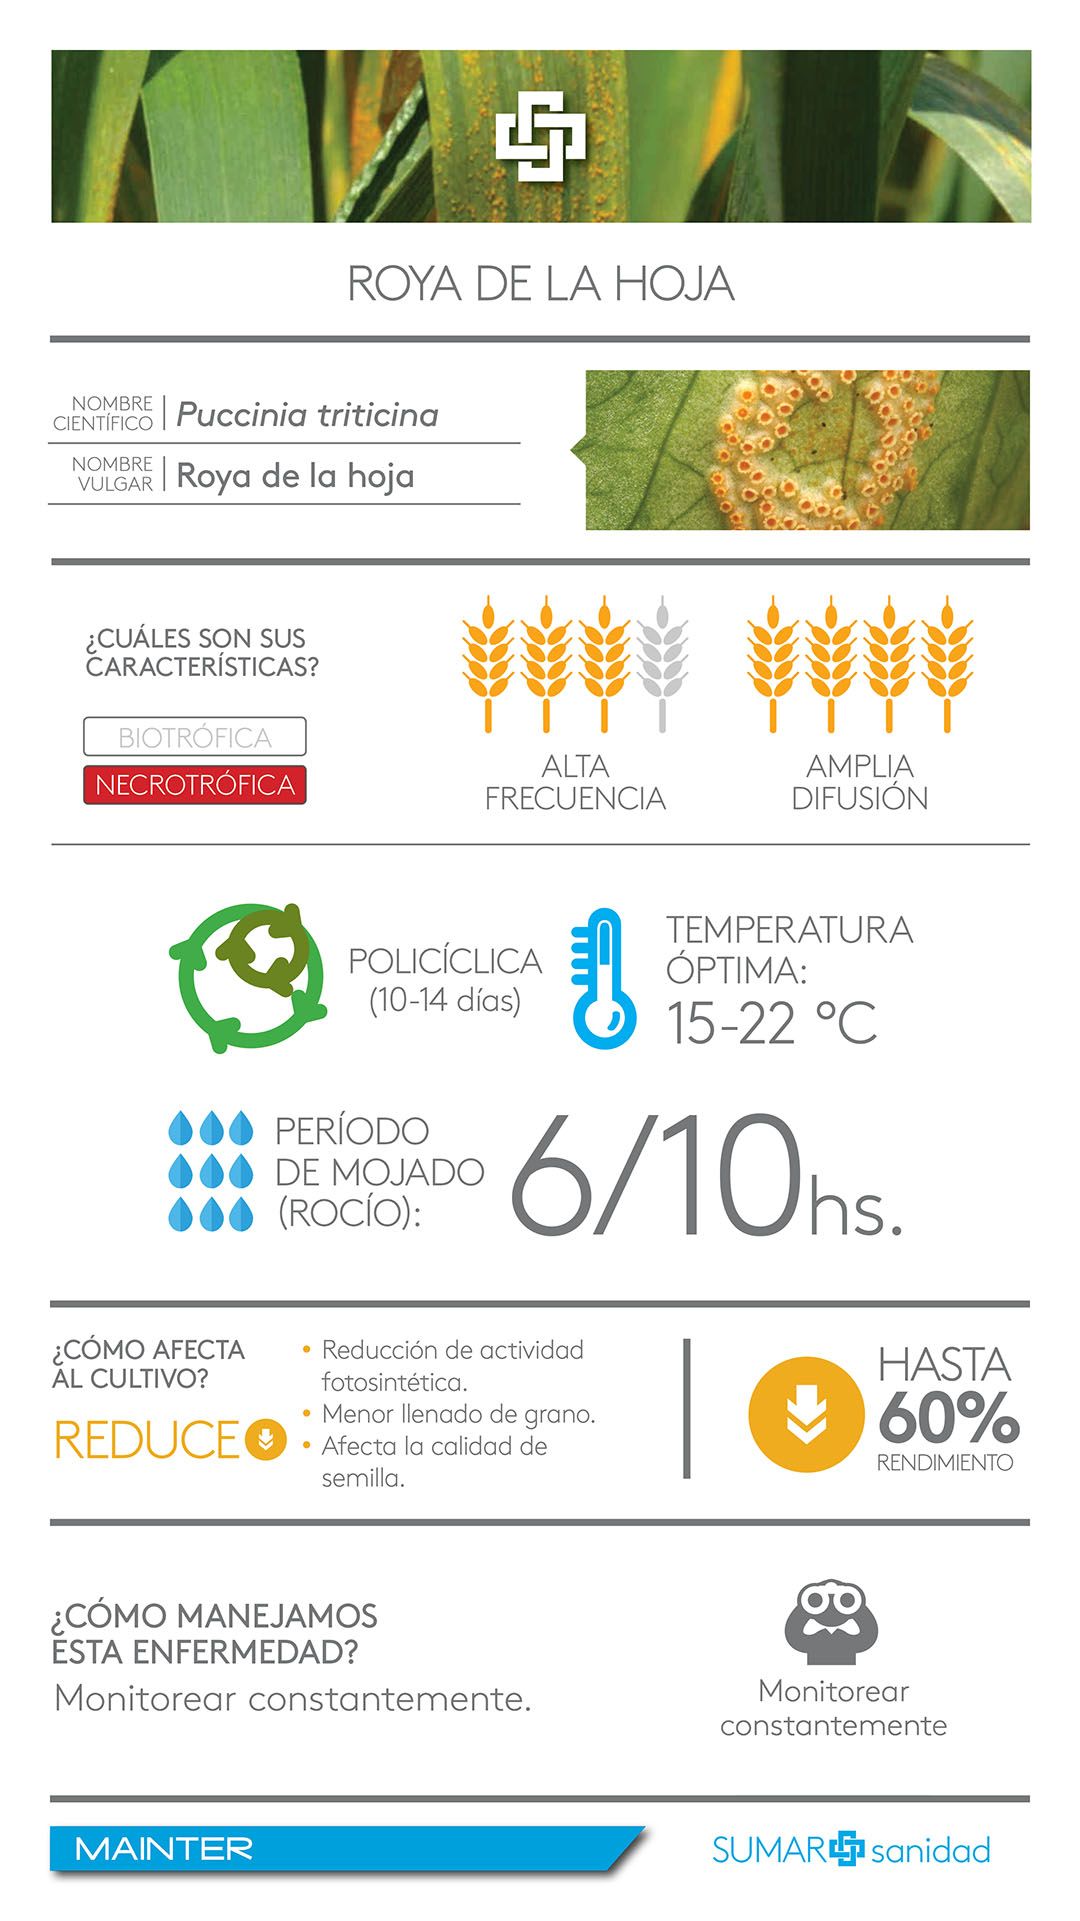 ROYA DE LA HOJA
NOMBRE
CIENTÍFICO
Puccinia triticina
NOMBRE
VULGAR
Roya de la hoja
¿CUÁLES SON SUS
CARACTERÍSTICAS?
BIOTRÓFICA
NECROTRÓFICA
ALTA
FRECUENCIA
AMPLIA
DIFUSIÓN
POLICÍCLICA
(10-14 días)
TEMPERATURA
ÓPTIMA:
15-22 °C
PERÍODO
DE MOJADO
(ROCÍO):
6/10hs.
¿CÓMO AFECTA
AL CULTIVO?
REDUCE
• Reducción de actividad
fotosintética.
• Menor llenado de grano.
• Afecta la calidad de
semilla.
HASTA
60%
RENDIMIENTO
¿CÓMO MANEJAMOS
ESTA ENFERMEDAD?
Monitorear constantemente.
Monitorear
constantemente
MAINTER
SUMAR sanidad